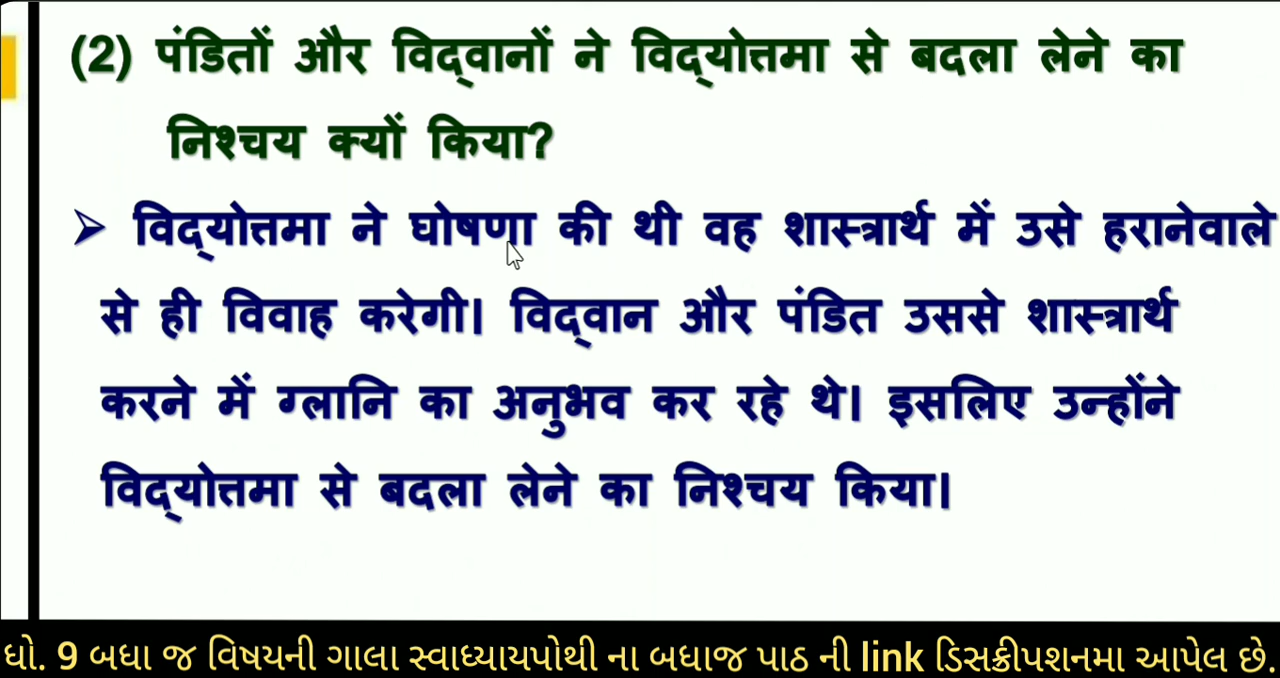 (2) पंडितों और विद्‌वानों ने विद्‌योत्तमा से बदला लेने का
निश्चय क्यों किया?
➢ विद्‌योत्तमा ने घोषणा की थी वह शास्त्रार्थ में उसे हरानेवाले
से ही विवाह करेगी। विद्‌वान और पंडित उससे शास्त्रार्थ
करने में ग्लानि का अनुभव कर रहे थे। इसलिए उन्होंने
विद्‌योत्तमा से बदला लेने का निश्चय किया।
ધો. 9 બધા જ વિષયની ગાલા સ્વાધ્યાયપોથી ના બધાજ પાઠ ની link ડિસક્રીપશનમા આપેલ છે.